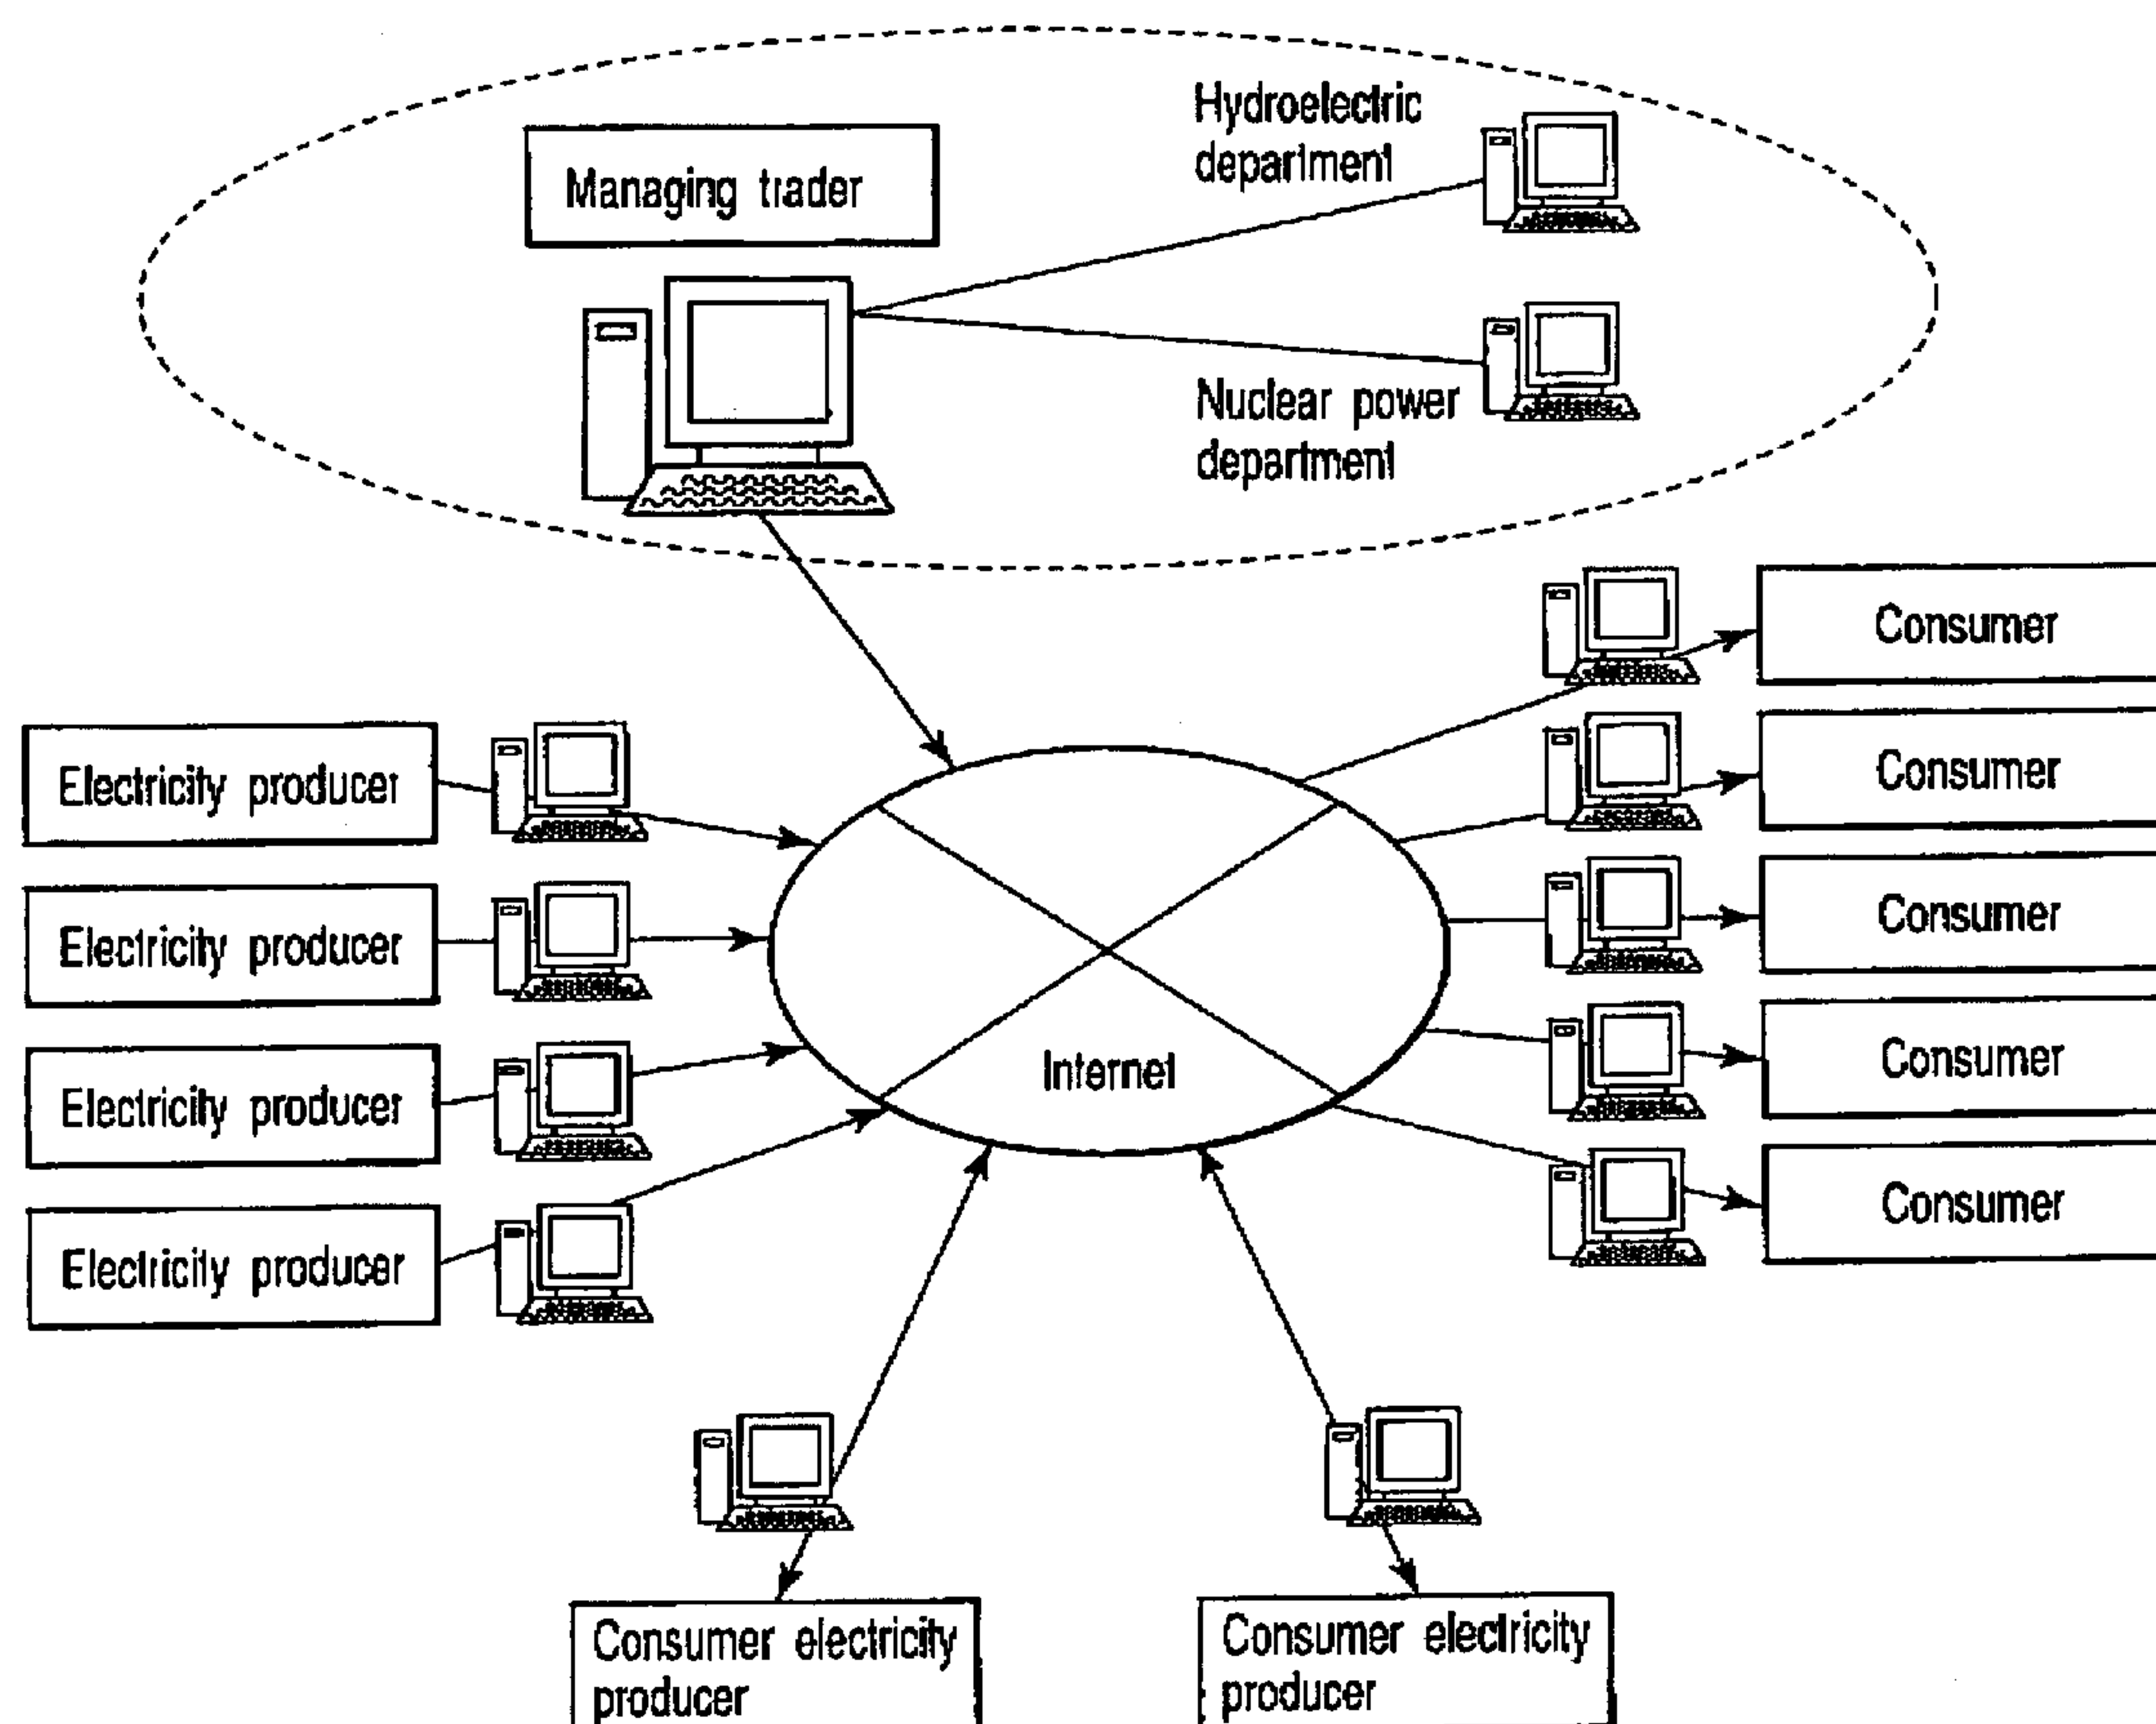 Managing trader
Hydroelectric
department
Nuclear power
department
Consumer
Consumer
Consumer
Consumer
Consumer
Electricity producer
Electricity producer
Electricity producer
Electricity producer
Internet
Consumer electricity
producer
Consumer electricity
producer